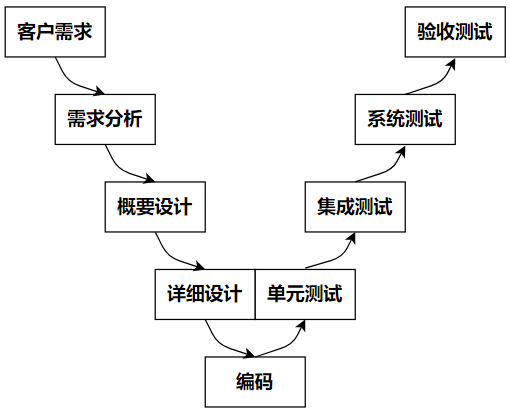 客户需求
验收测试
需求分析
系统测试
概要设计
集成测试
详细设计
单元测试
编码